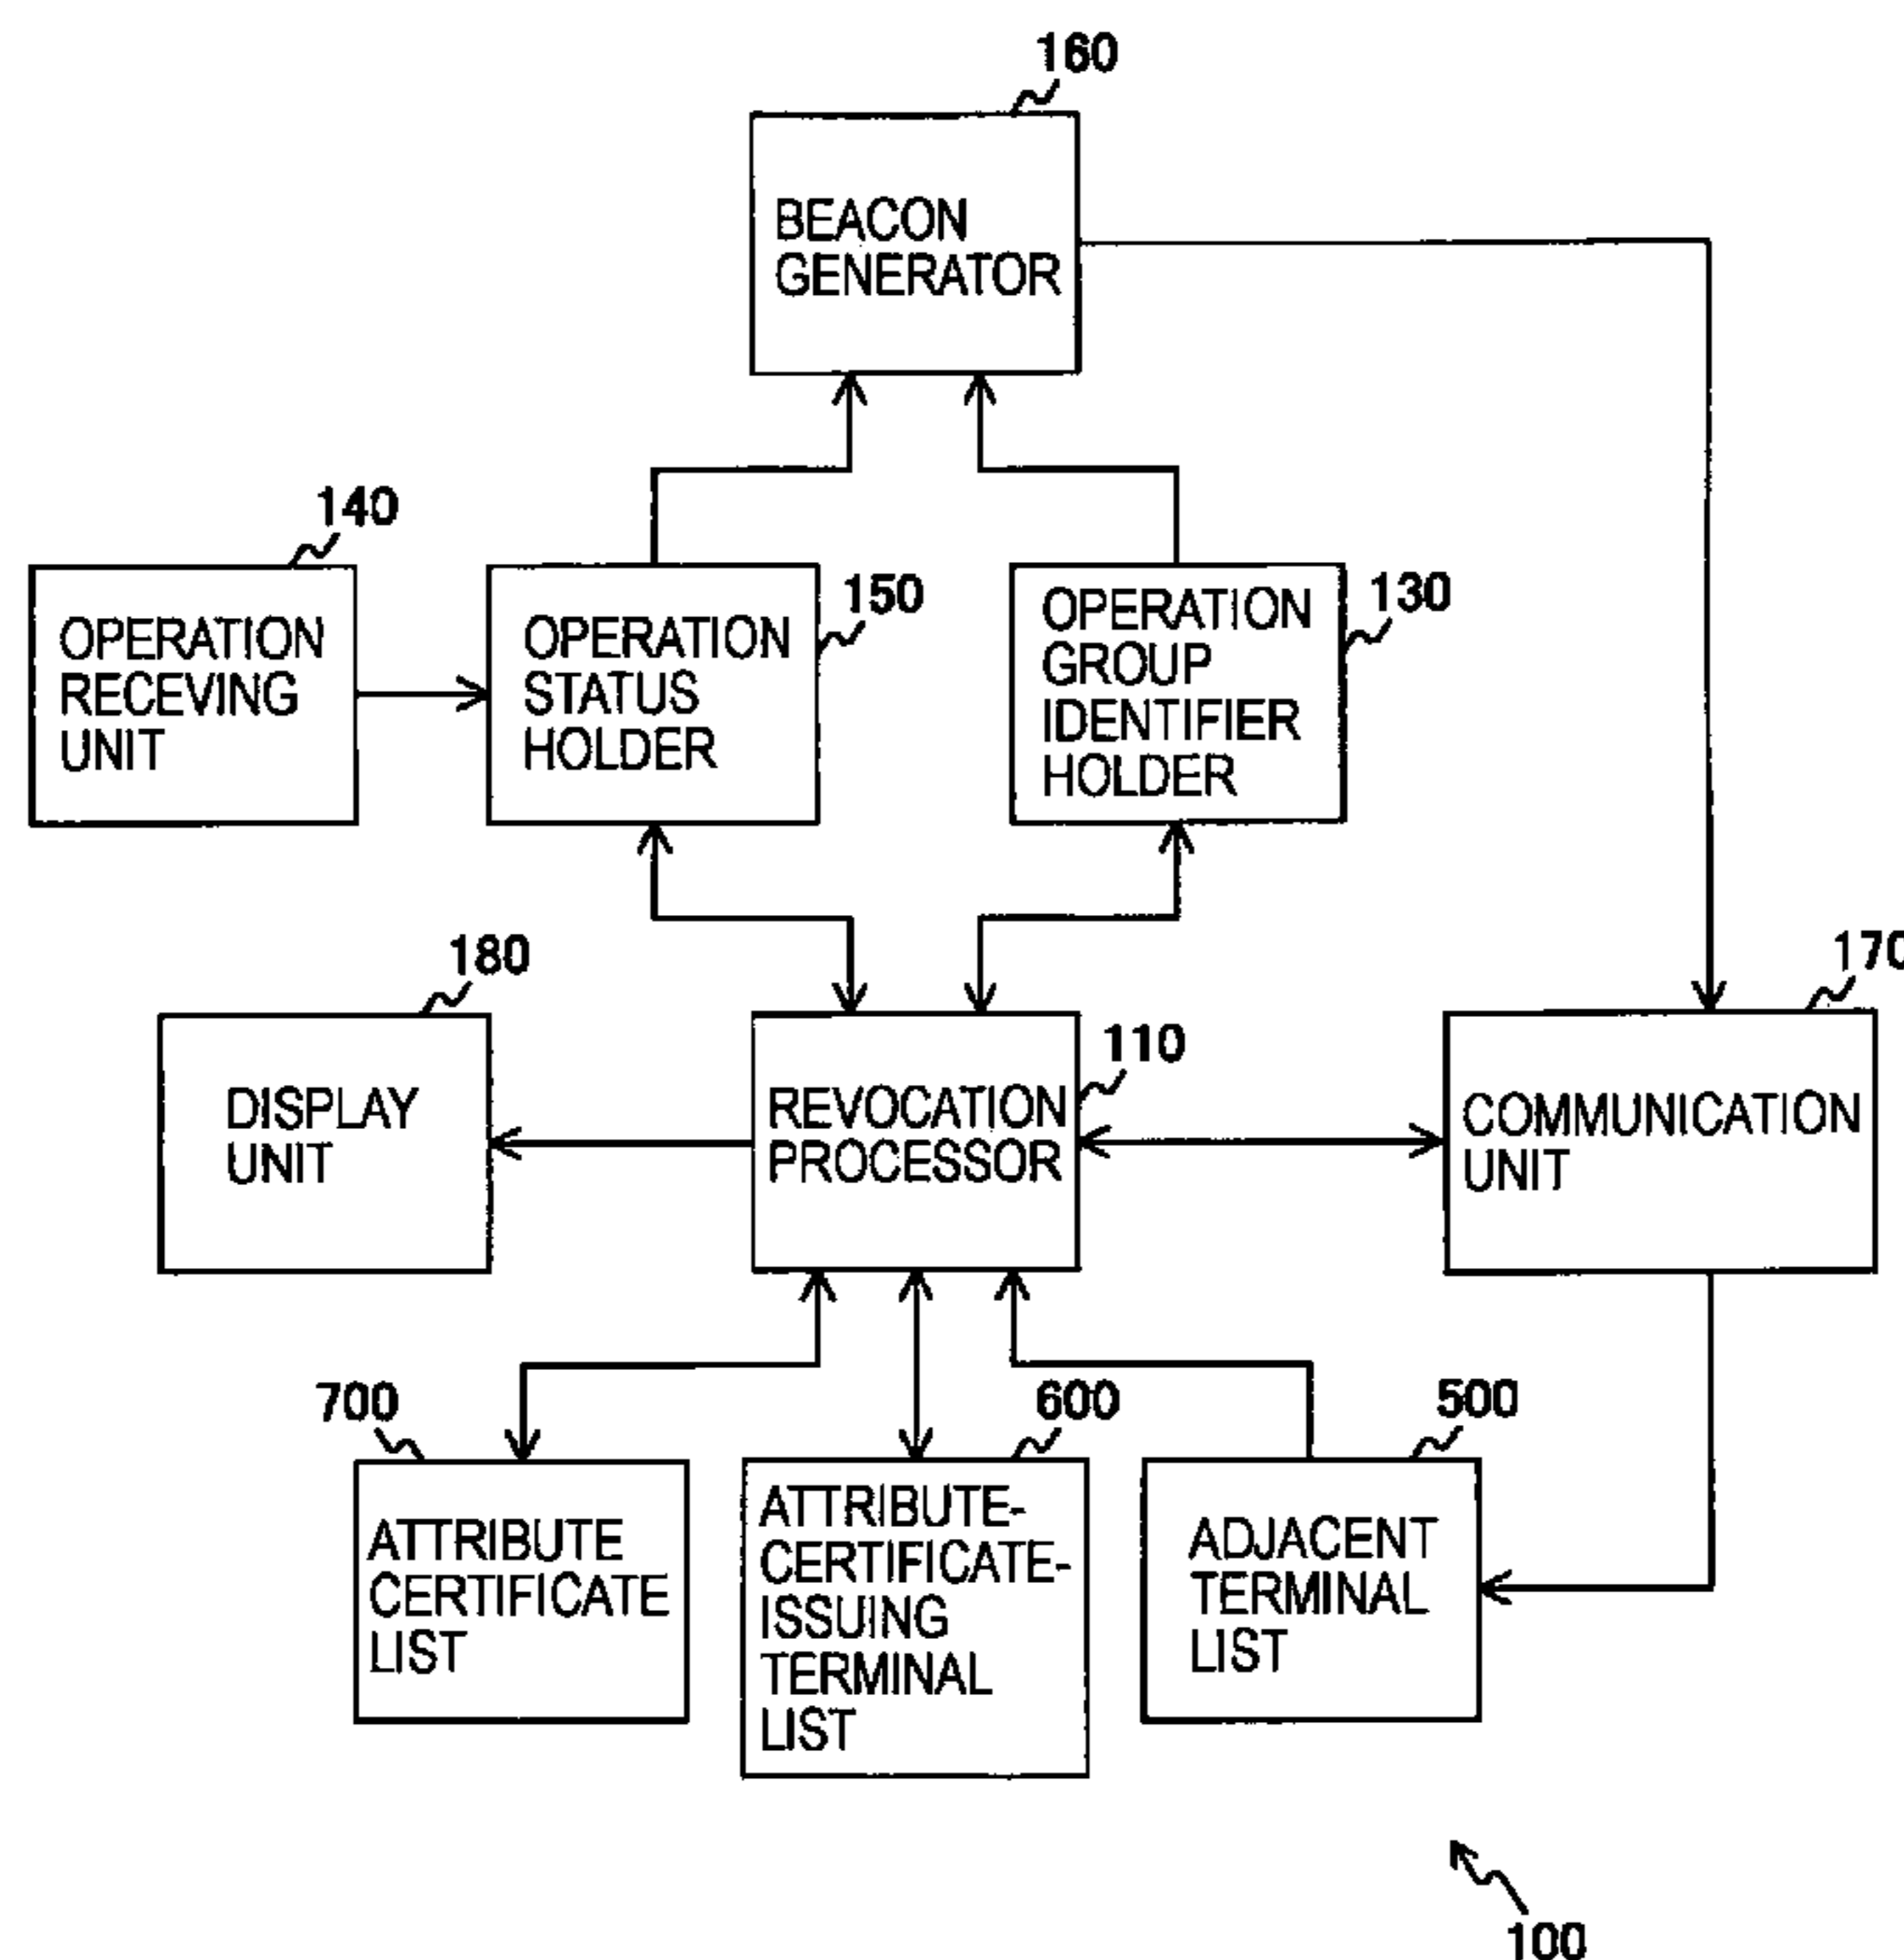 160
BEACON
GENERATOR
140
OPERATION
RECEVING
UNIT
150
OPERATION
STATUS
HOLDER
130
OPERATION
GROUP
IDENTIFIER
HOLDER
180
DISPLAY
UNIT
110
REVOCATION
PROCESSOR
170
COMMUNICATION
UNIT
700
ATTRIBUTE
CERTIFICATE
LIST
600
ATTRIBUTE-
CERTIFICATE-
ISSUING
TERMINAL
LIST
500
ADJACENT
TERMINAL
LIST
100